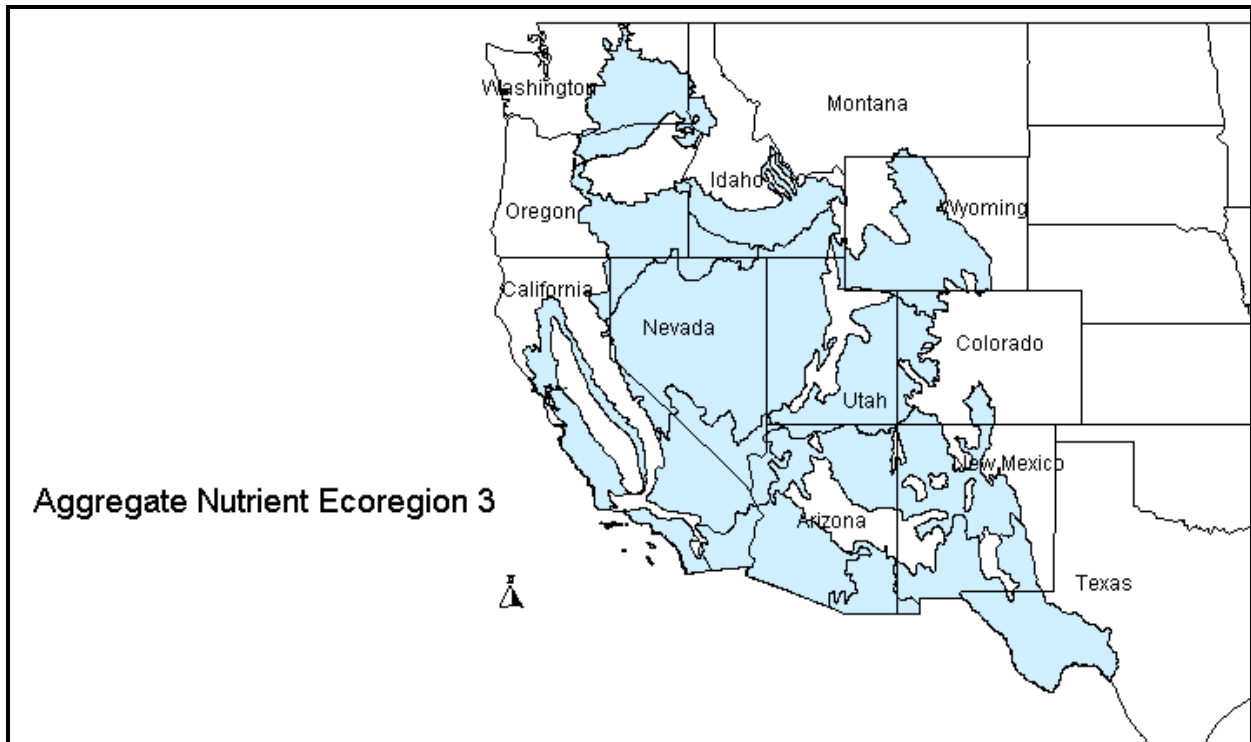 Washington
Montana
Idaho
Oregon
Wyoming
California
Nevada
Colorado
Utah
New Mexico
Aggregate Nutrient Ecoregion 3
Arizona
Texas